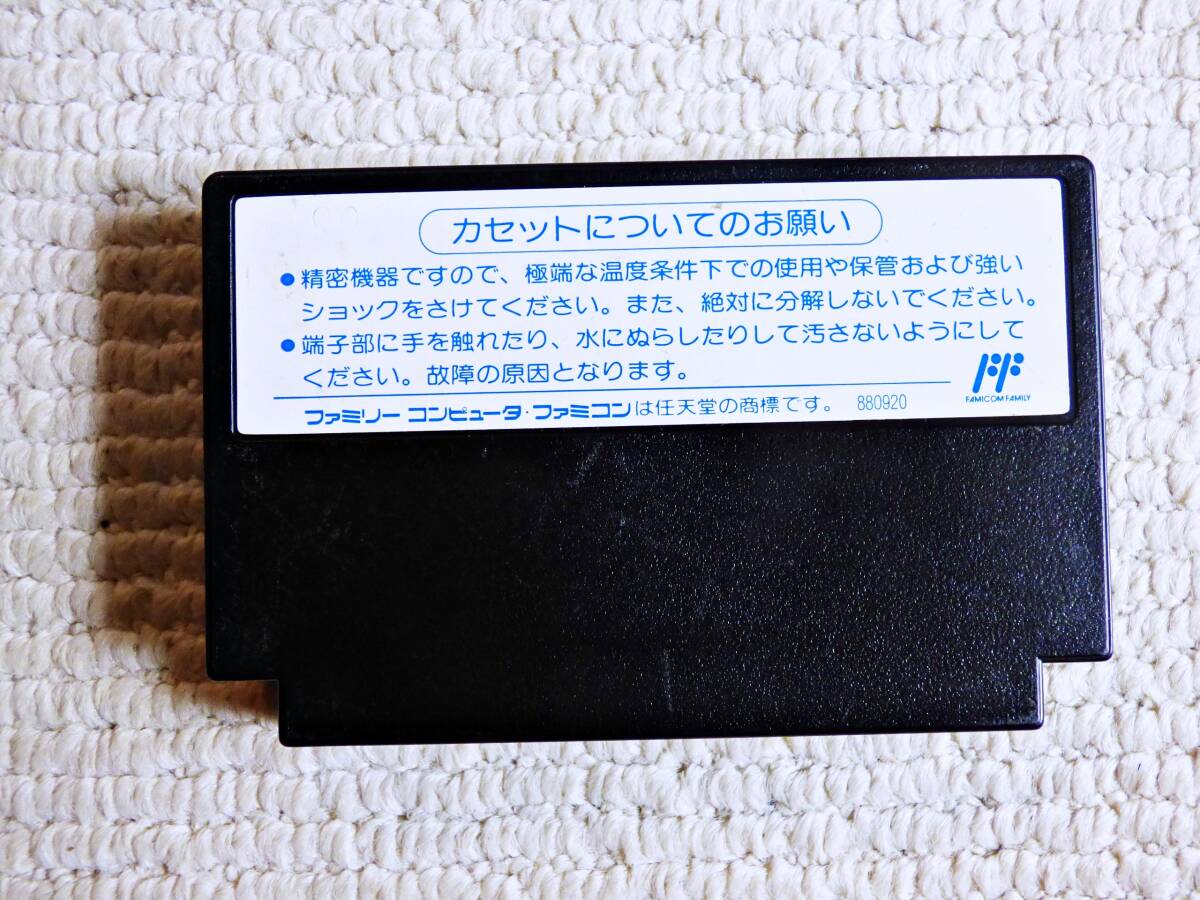 カセットについてのお願い
●精密機器ですので、極端な温度条件下での使用や保管および強い
ショックをさけてください。また、絶対に分解しないでください。
●端子部に手を触れたり、水にぬらしたりして汚さないようにして
ください。故障の原因となります。
ファミリーコンピュータ・ファミコンは任天堂の商標です。 880920
FAMICOM FAMILY